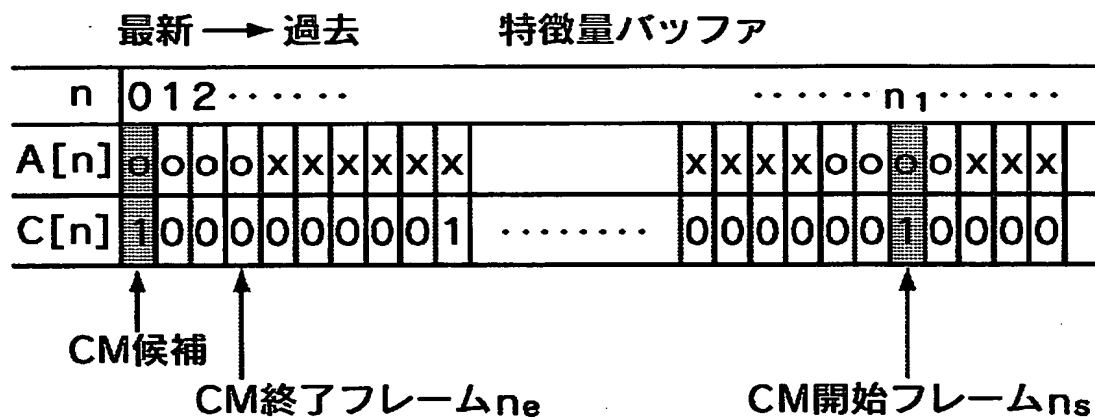 最新 → 過去 特徴量バッファ
n 012・・・・・・ ・・・・・・n₁・・・・・・
A[n] o o o o x x x x x x x x x x o o o o x x x
C[n] 1 0 0 0 0 0 0 0 0 1 ・・・・・・・・ 0 0 0 0 0 0 1 0 0 0 0
CM候補
CM終了フレームnₑ CM開始フレームnₛ